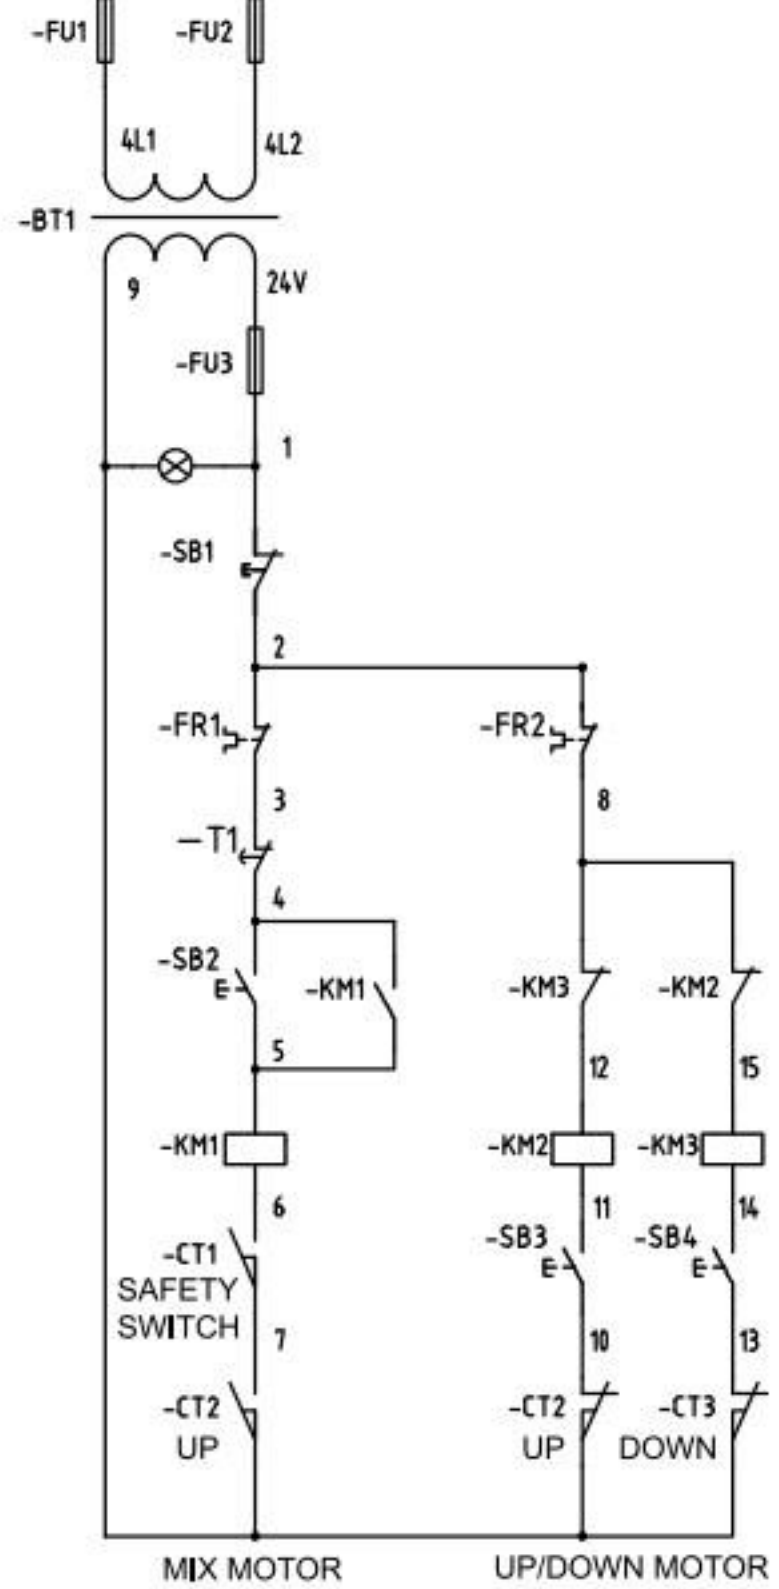 -FU1 -FU2
4L1 4L2
-BT1
9 24V
-FU3
1
-SB1
2
-FR1 -FR2
3 8
-T1
4
-SB2 -KM1 -KM3 -KM2
5 12 15
-KM1 -KM2 -KM3
6 11 14
-CT1 -SB3 -SB4
SAFETY
SWITCH
7 10 13
-CT2 -CT2 -CT3
UP UP DOWN
MIX MOTOR UP/DOWN MOTOR